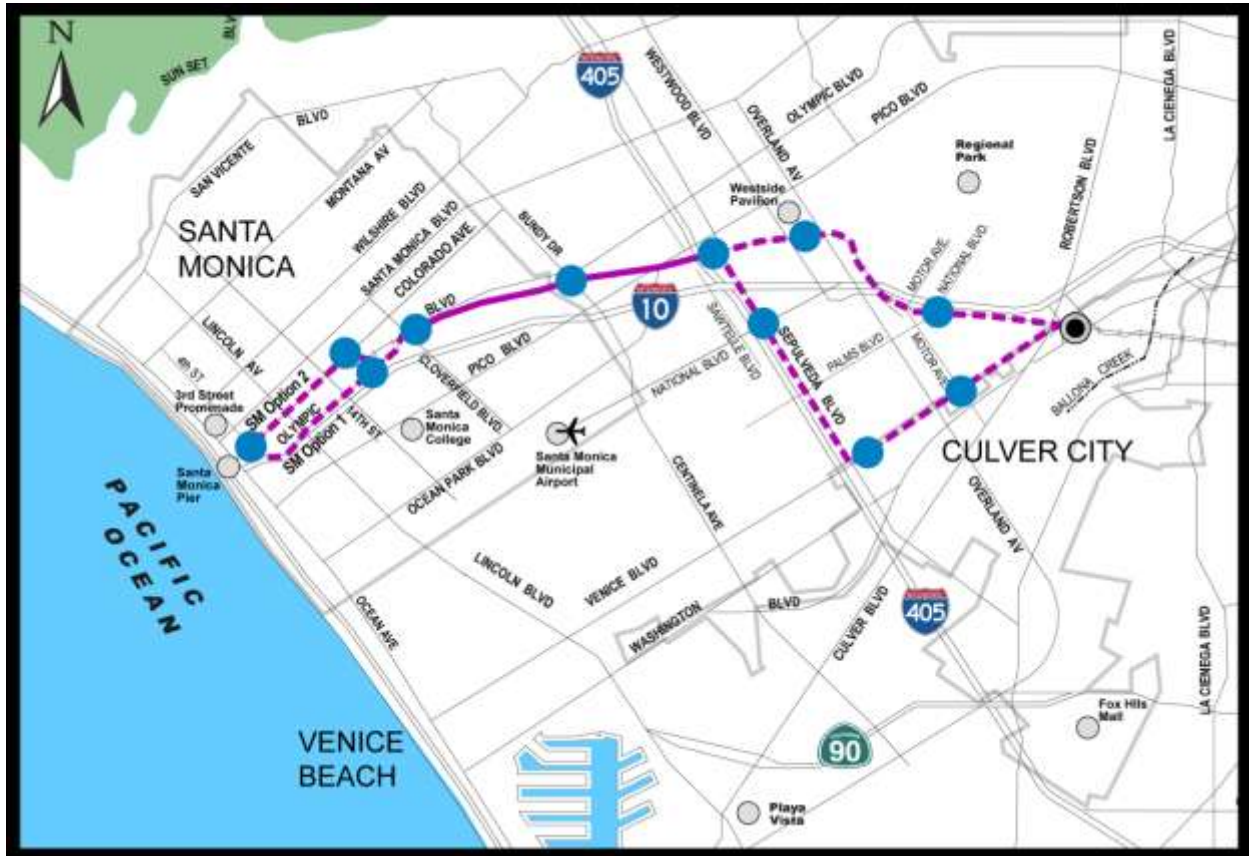 N
BLV
SUN SET
BLVD
SAN VICENTE
MONTANA AV
WILSHIRE BLVD
SANTA MONICA BLVD
COLORADO AVE.
BUNDY DR
405
WESTWOOD BLVD
OVERLAND AV
OLYMPIC BLVD
PICO BLVD
LA CIENEGA BLVD
ROBERTSON BLVD
Regional
Park
Westside
Pavilion
SANTA
MONICA
LINCOLN AV
4th ST
3rd Street
Promenade
Santa
Monica
Pier
SM Option 2
OLYMPIC
SM Option 1
14TH ST
BLVD
10
CLOVERFIELD BLVD
PICO BLVD
Santa
Monica
College
OCEAN PARK BLVD
Santa Monica
Municipal
Airport
NATIONAL BLVD
SAWTELLE BLVD
SEPULVEDA BLVD
PALMS BLVD
MOTOR AVE.
NATIONAL BLVD
MOTOR AVE
BALLONA CREEK
CULVER CITY
OVERLAND AV
CENTINELA AVE
PACIFIC
OCEAN
LINCOLN BLVD
VENICE BLVD
WASHINGTON BLVD
CULVER BLVD
405
OCEAN AVE
LA CIENEGA BLVD
Fox Hlls
Mall
VENICE
BEACH
90
Playa
Vista